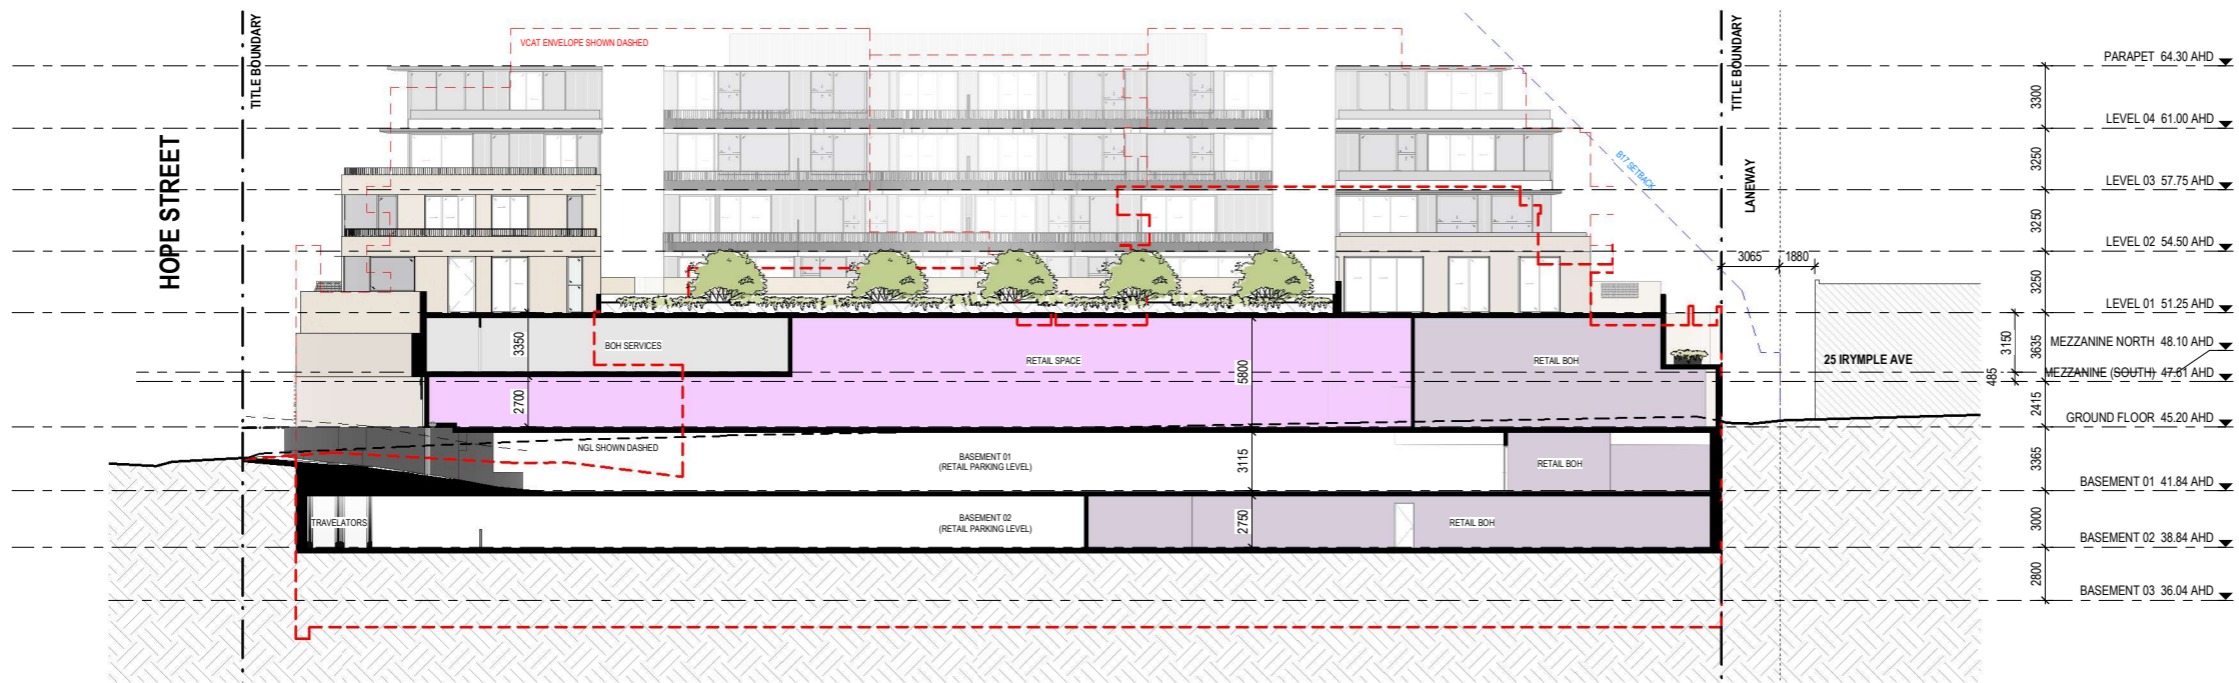 VCAT ENVELOPE SHOWN DASHED
TITLE BOUNDARY
HOPE STREET
TITLE BOUNDARY
LANEWAY
B17 SETBACK
PARAPET 64.30 AHD
3300
LEVEL 04 61.00 AHD
3250
LEVEL 03 57.75 AHD
3250
LEVEL 02 54.50 AHD
3065
1880
3250
LEVEL 01 51.25 AHD
3350
BOH SERVICES
RETAIL SPACE
5800
RETAIL BOH
25 IRYMPLE AVE
3150
3635
MEZZANINE NORTH 48.10 AHD
485
MEZZANINE (SOUTH) 47.61 AHD
2700
2415
GROUND FLOOR 45.20 AHD
NGL SHOWN DASHED
BASEMENT 01
(RETAIL PARKING LEVEL)
3115
RETAIL BOH
3365
BASEMENT 01 41.84 AHD
TRAVELATORS
BASEMENT 02
(RETAIL PARKING LEVEL)
2750
RETAIL BOH
3000
BASEMENT 02 38.84 AHD
2800
BASEMENT 03 36.04 AHD